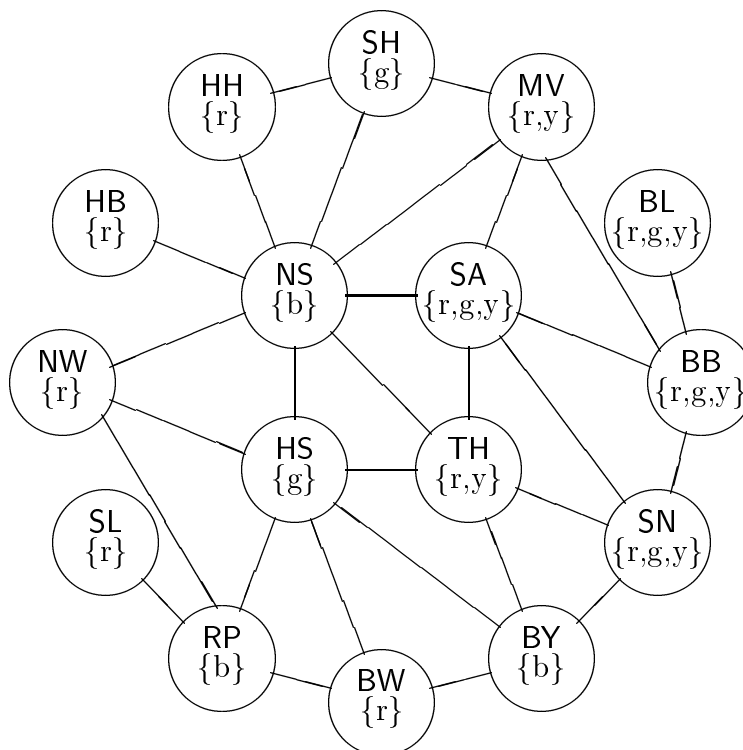 SH
{g}
HH
{r}
MV
{r,y}
HB
{r}
BL
{r,g,y}
NS
{b}
SA
{r,g,y}
NW
{r}
BB
{r,g,y}
HS
{g}
TH
{r,y}
SL
{r}
SN
{r,g,y}
RP
{b}
BY
{b}
BW
{r}